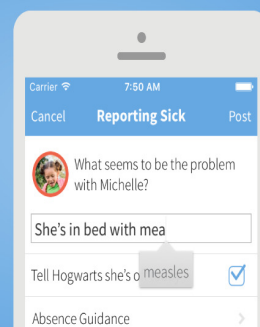 Carrier 7:50 AM
Cancel Reporting Sick Post
What seems to be the problem
with Michelle?
She's in bed with mea
measles
Tell Hogwarts she's o
Absence Guidance